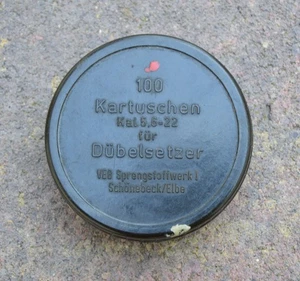 100
Kartuschen
Kal. 5,6-22
für
Dübelsetzer
VEB Sprengstoffwerk I
Schönebeck/Elbe